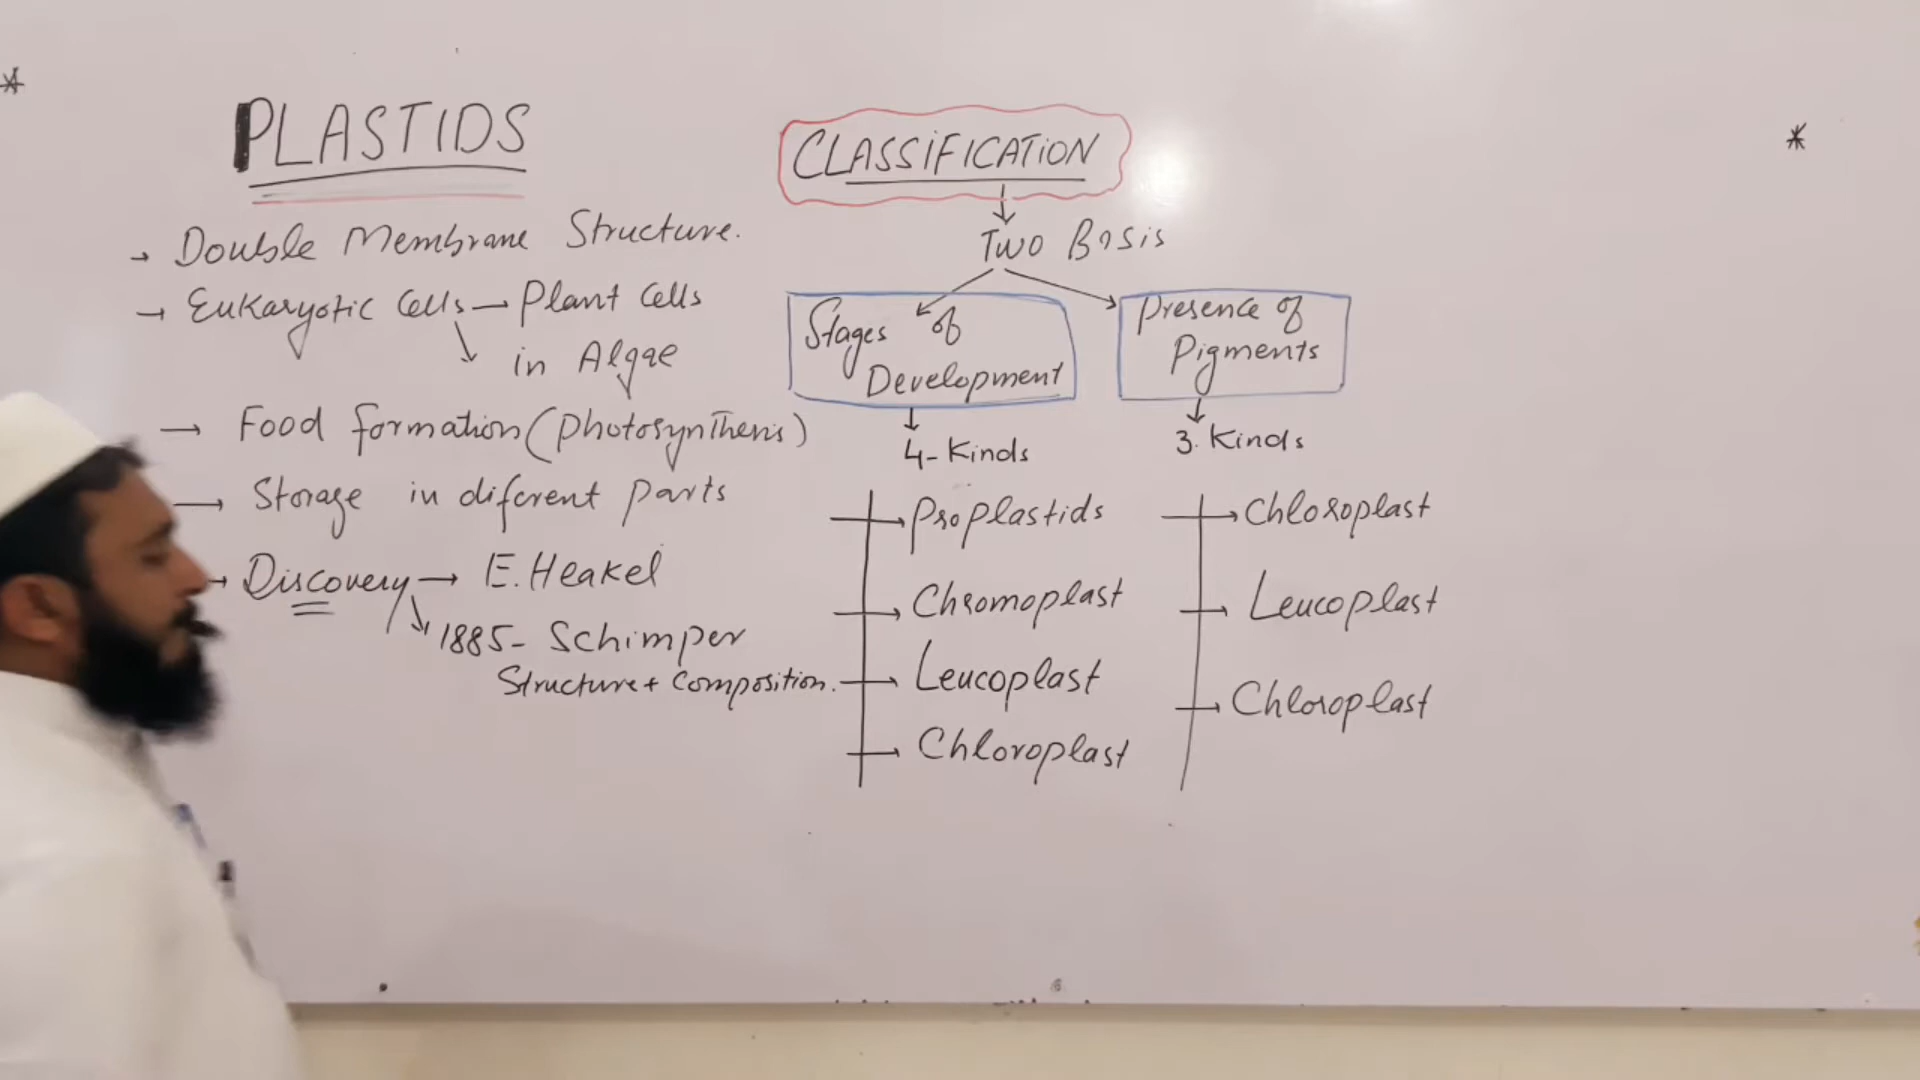 PLASTIDS
→ Double Membrane Structure.
→ Eukaryotic Cells → Plant Cells
in Algae
→ Food formation (Photosynthesis)
→ Storage in diferent parts
→ Discovery → E. Heakel
1885 - Schimper
Structure + Composition.
CLASSIFICATION
Two Basis
Stages of
Development
4 - Kinds
Proplastids
Chromoplast
Leucoplast
Chloroplast
Presence of
Pigments
3. Kinds
Chloroplast
Leucoplast
Chloroplast